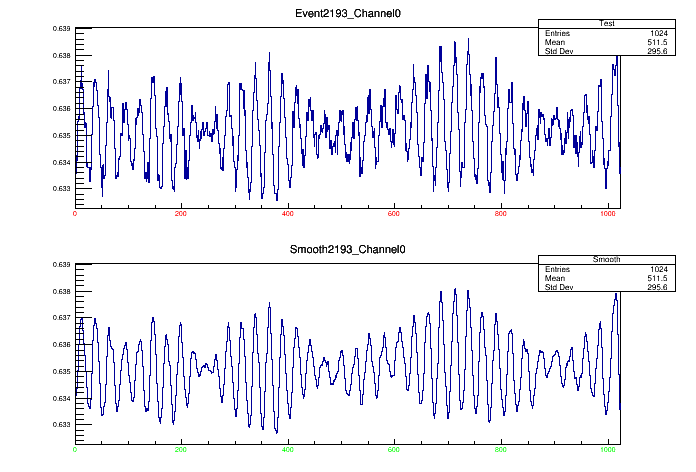 Event2193_Channel0
Test
Entries 1024
Mean 511.5
Std Dev 295.6
0.639
0.638
0.637
0.636
0.635
0.634
0.633
0 200 400 600 800 1000
Smooth2193_Channel0
Smooth
Entries 1024
Mean 511.5
Std Dev 295.6
0.639
0.638
0.637
0.636
0.635
0.634
0.633
0 200 400 600 800 1000